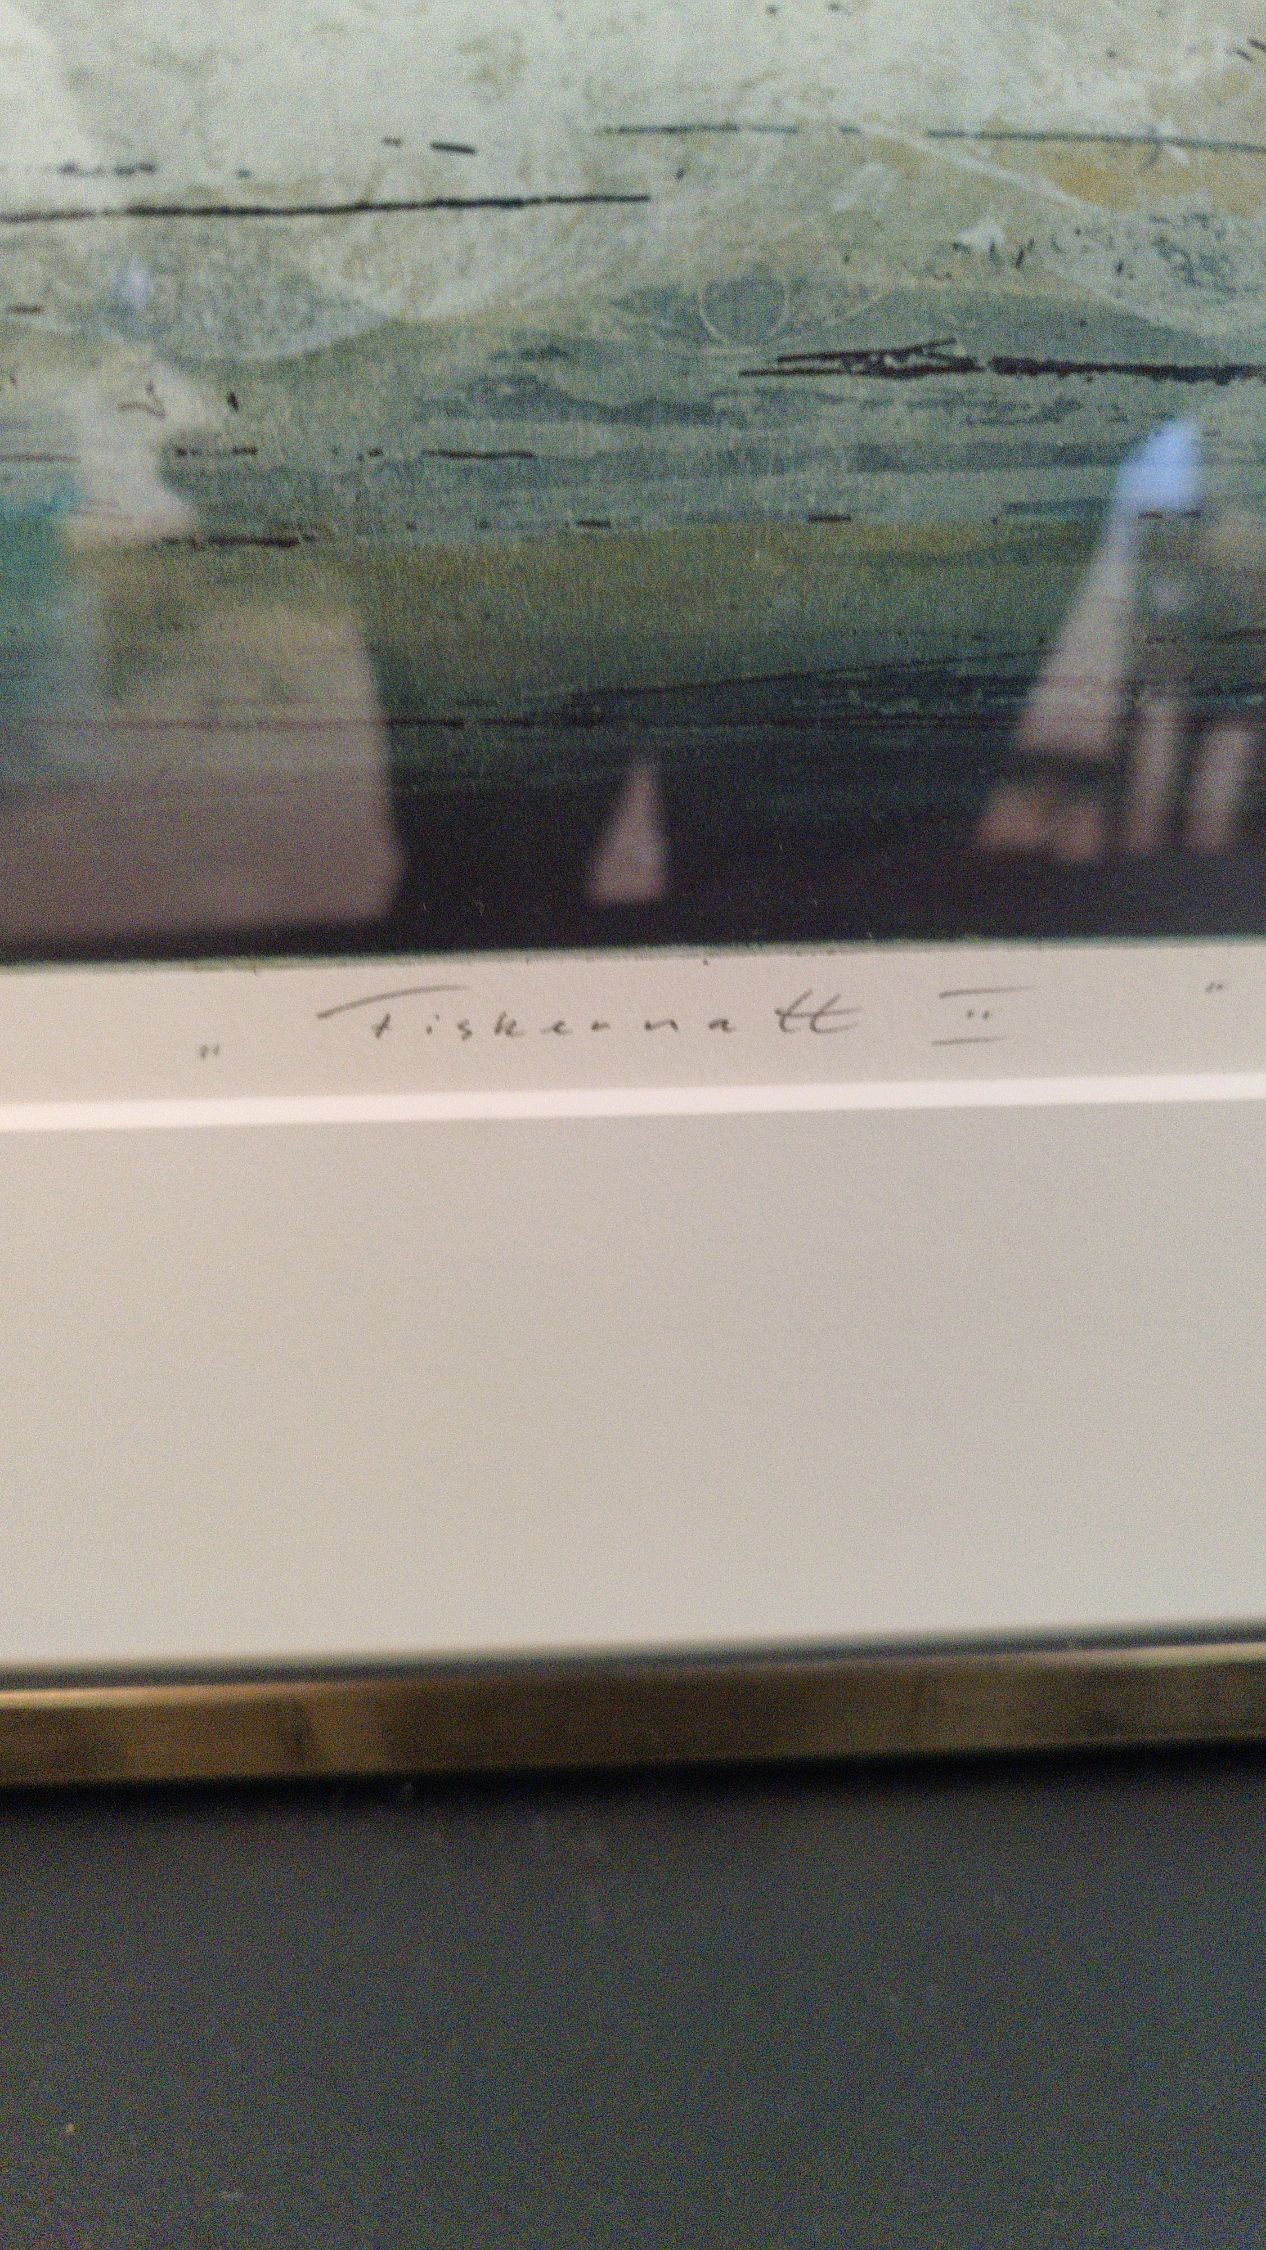 „ Fiskernatt II "